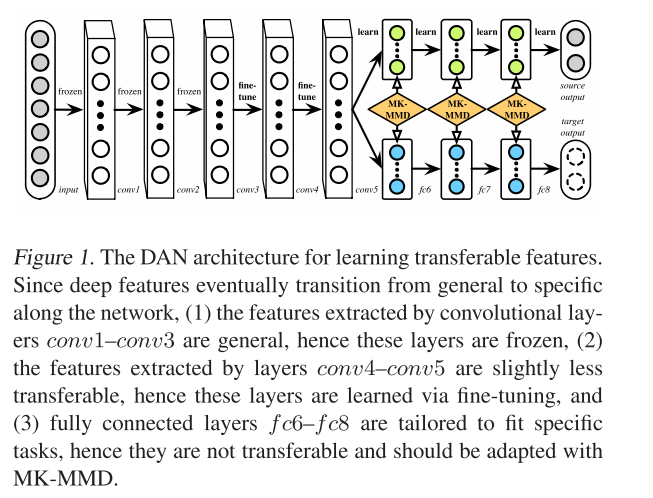 learn learn learn learn
frozen frozen frozen fine-
tune fine-
tune
MK-
MMD MK-
MMD MK-
MMD
source
output
target
output
input conv1 conv2 conv3 conv4 conv5 fc6 fc7 fc8
Figure 1. The DAN architecture for learning transferable features.
Since deep features eventually transition from general to specific
along the network, (1) the features extracted by convolutional lay-
ers conv1–conv3 are general, hence these layers are frozen, (2)
the features extracted by layers conv4–conv5 are slightly less
transferable, hence these layers are learned via fine-tuning, and
(3) fully connected layers fc6–fc8 are tailored to fit specific
tasks, hence they are not transferable and should be adapted with
MK-MMD.